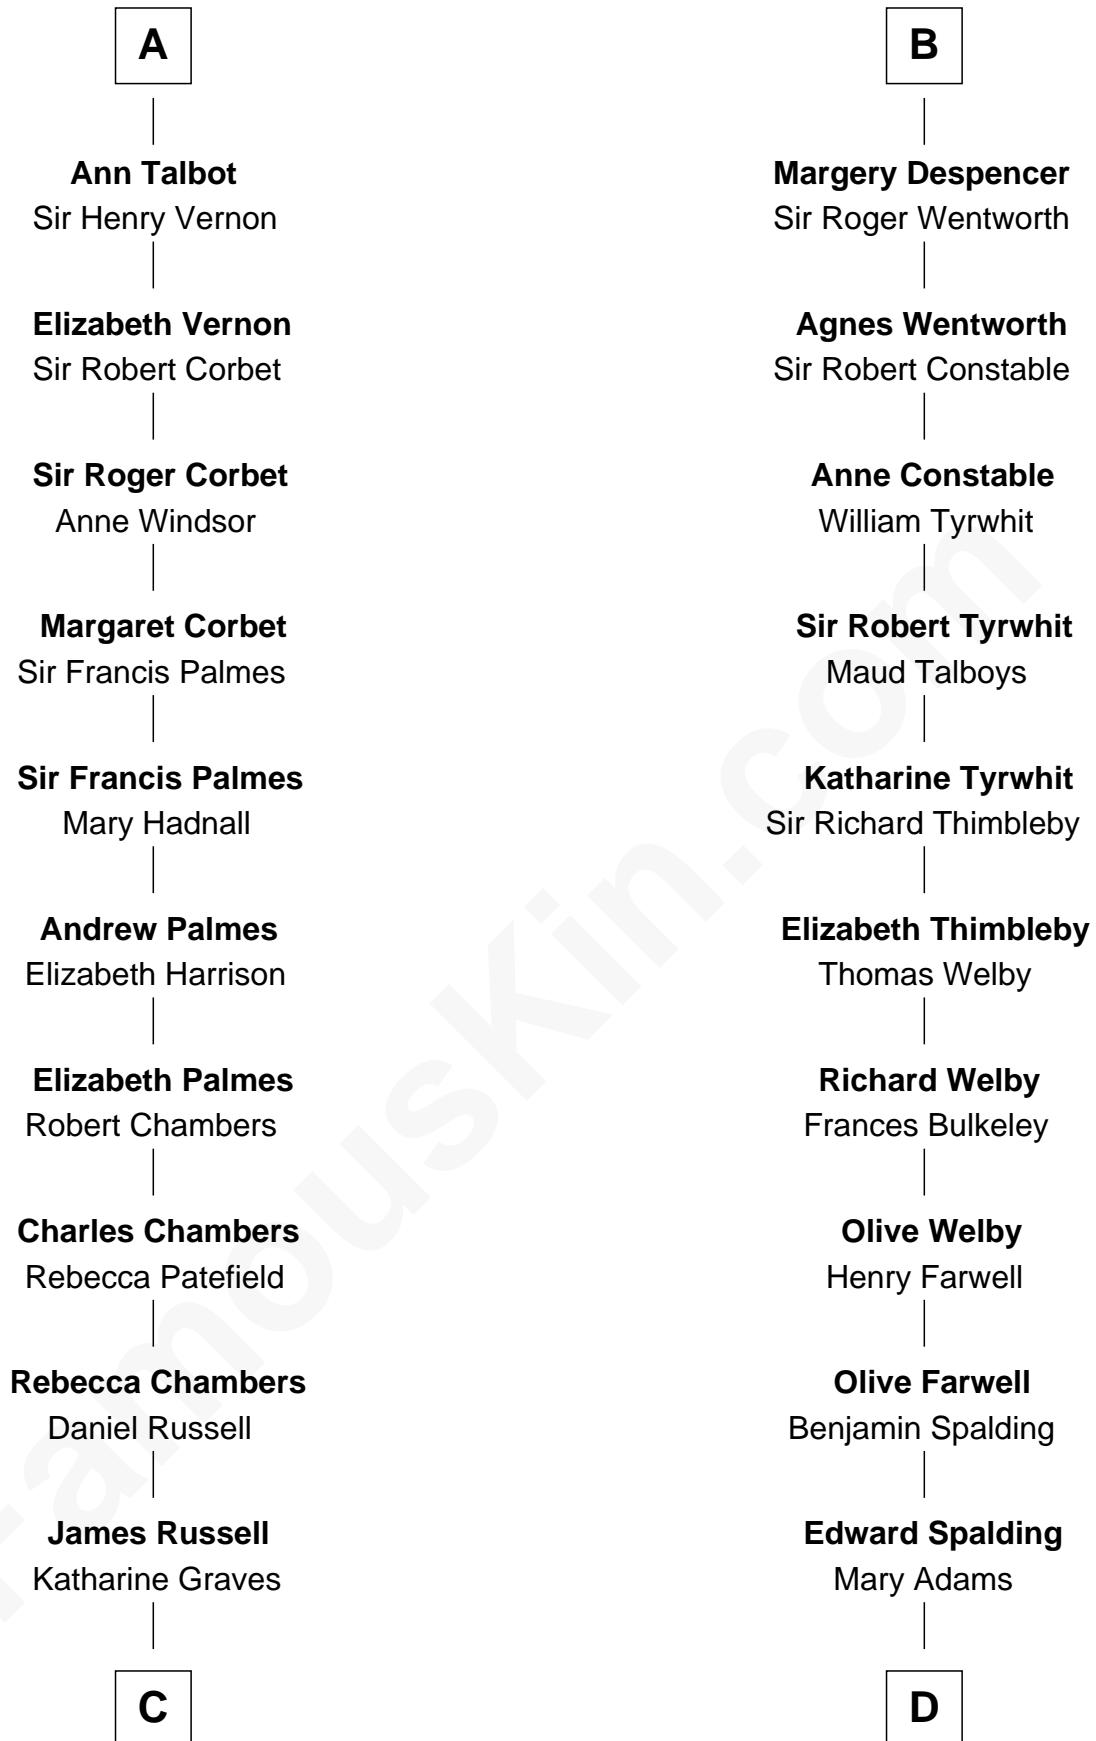 A
Ann Talbot
Sir Henry Vernon
Elizabeth Vernon
Sir Robert Corbet
Sir Roger Corbet
Anne Windsor
Margaret Corbet
Sir Francis Palmes
Sir Francis Palmes
Mary Hadnall
Andrew Palmes
Elizabeth Harrison
Elizabeth Palmes
Robert Chambers
Charles Chambers
Rebecca Patefield
Rebecca Chambers
Daniel Russell
James Russell
Katharine Graves
C
B
Margery Despencer
Sir Roger Wentworth
Agnes Wentworth
Sir Robert Constable
Anne Constable
William Tyrwhit
Sir Robert Tyrwhit
Maud Talboys
Katharine Tyrwhit
Sir Richard Thimbleby
Elizabeth Thimbleby
Thomas Welby
Richard Welby
Frances Bulkeley
Olive Welby
Henry Farwell
Olive Farwell
Benjamin Spalding
Edward Spalding
Mary Adams
D
FamousKin.com